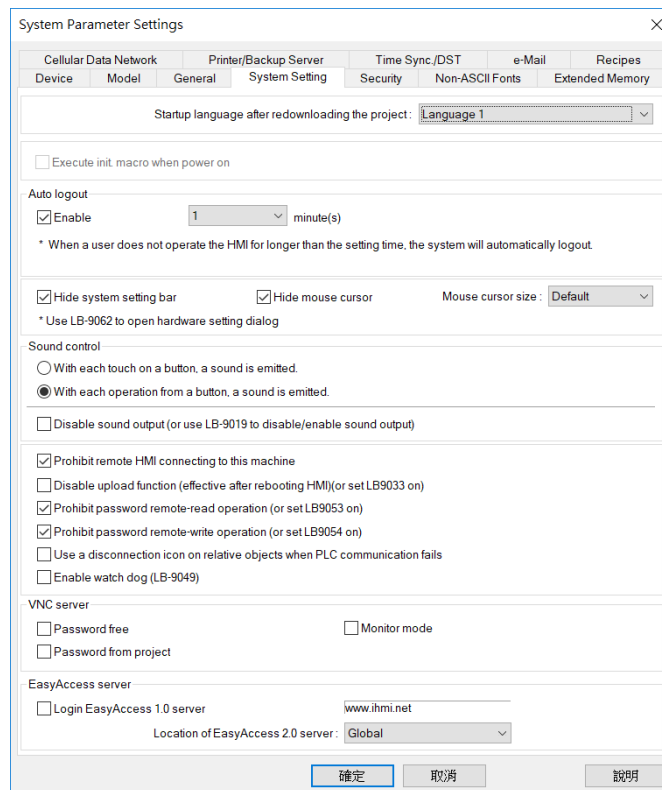 System Parameter Settings
Cellular Data Network Printer/Backup Server Time Sync./DST e-Mail Recipes
Device Model General System Setting Security Non-ASCII Fonts Extended Memory
Startup language after redownloading the project : Language 1
Execute init. macro when power on
Auto logout
Enable 1 minute(s)
* When a user does not operate the HMI for longer than the setting time, the system will automatically logout.
Hide system setting bar Hide mouse cursor Mouse cursor size : Default
* Use LB-9062 to open hardware setting dialog
Sound control
With each touch on a button, a sound is emitted.
With each operation from a button, a sound is emitted.
Disable sound output (or use LB-9019 to disable/enable sound output)
Prohibit remote HMI connecting to this machine
Disable upload function (effective after rebooting HMI)(or set LB9033 on)
Prohibit password remote-read operation (or set LB9053 on)
Prohibit password remote-write operation (or set LB9054 on)
Use a disconnection icon on relative objects when PLC communication fails
Enable watch dog (LB-9049)
VNC server
Password free Monitor mode
Password from project
EasyAccess server
Login EasyAccess 1.0 server www.ihmi.net
Location of EasyAccess 2.0 server : Global
確定 取消 說明